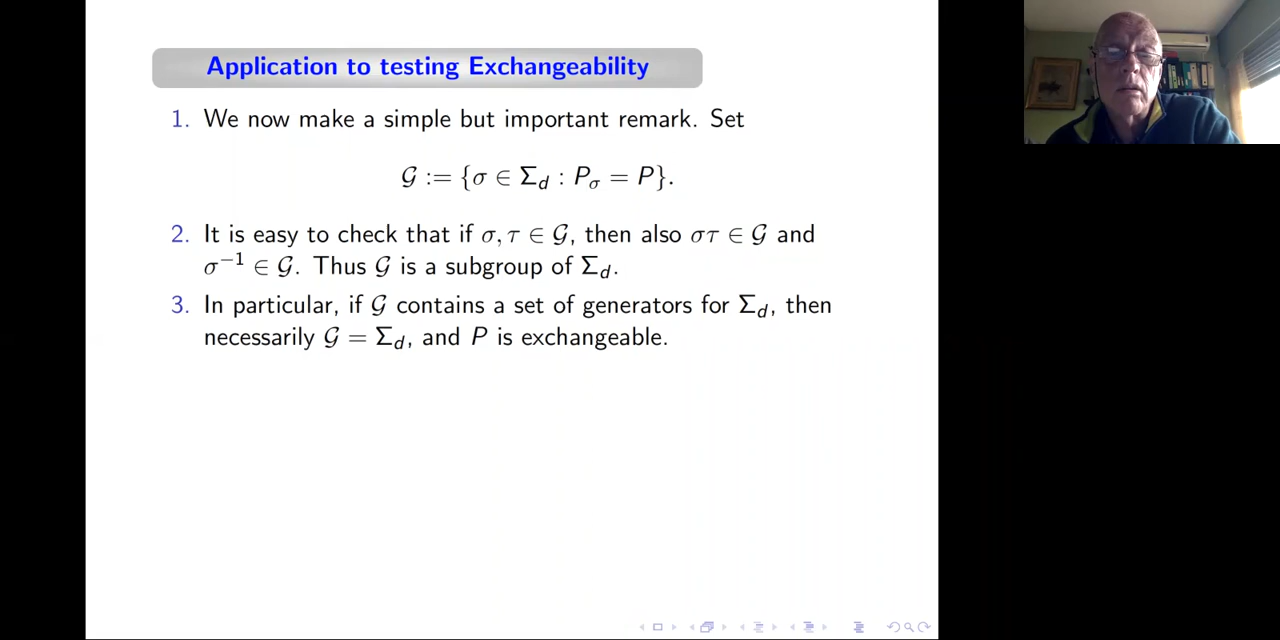 Application to testing Exchangeability
1. We now make a simple but important remark. Set
𝒢 := {σ ∈ Σ_d : P_σ = P}.
2. It is easy to check that if σ, τ ∈ 𝒢, then also στ ∈ 𝒢 and
σ⁻¹ ∈ 𝒢. Thus 𝒢 is a subgroup of Σ_d.
3. In particular, if 𝒢 contains a set of generators for Σ_d, then
necessarily 𝒢 = Σ_d, and P is exchangeable.